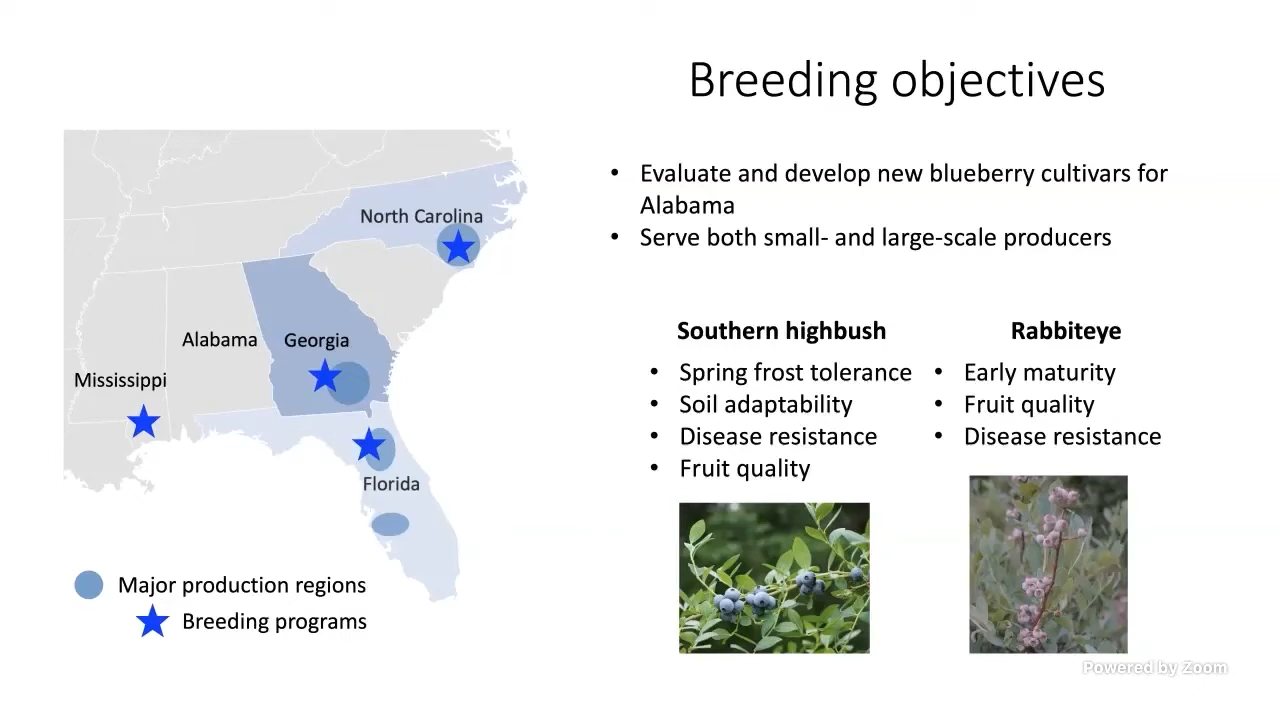 Breeding objectives
• Evaluate and develop new blueberry cultivars for
Alabama
• Serve both small- and large-scale producers
North Carolina
Alabama
Georgia
Mississippi
Florida
Major production regions
Breeding programs
Southern highbush
• Spring frost tolerance
• Soil adaptability
• Disease resistance
• Fruit quality
Rabbiteye
• Early maturity
• Fruit quality
• Disease resistance
Powered by Zoom